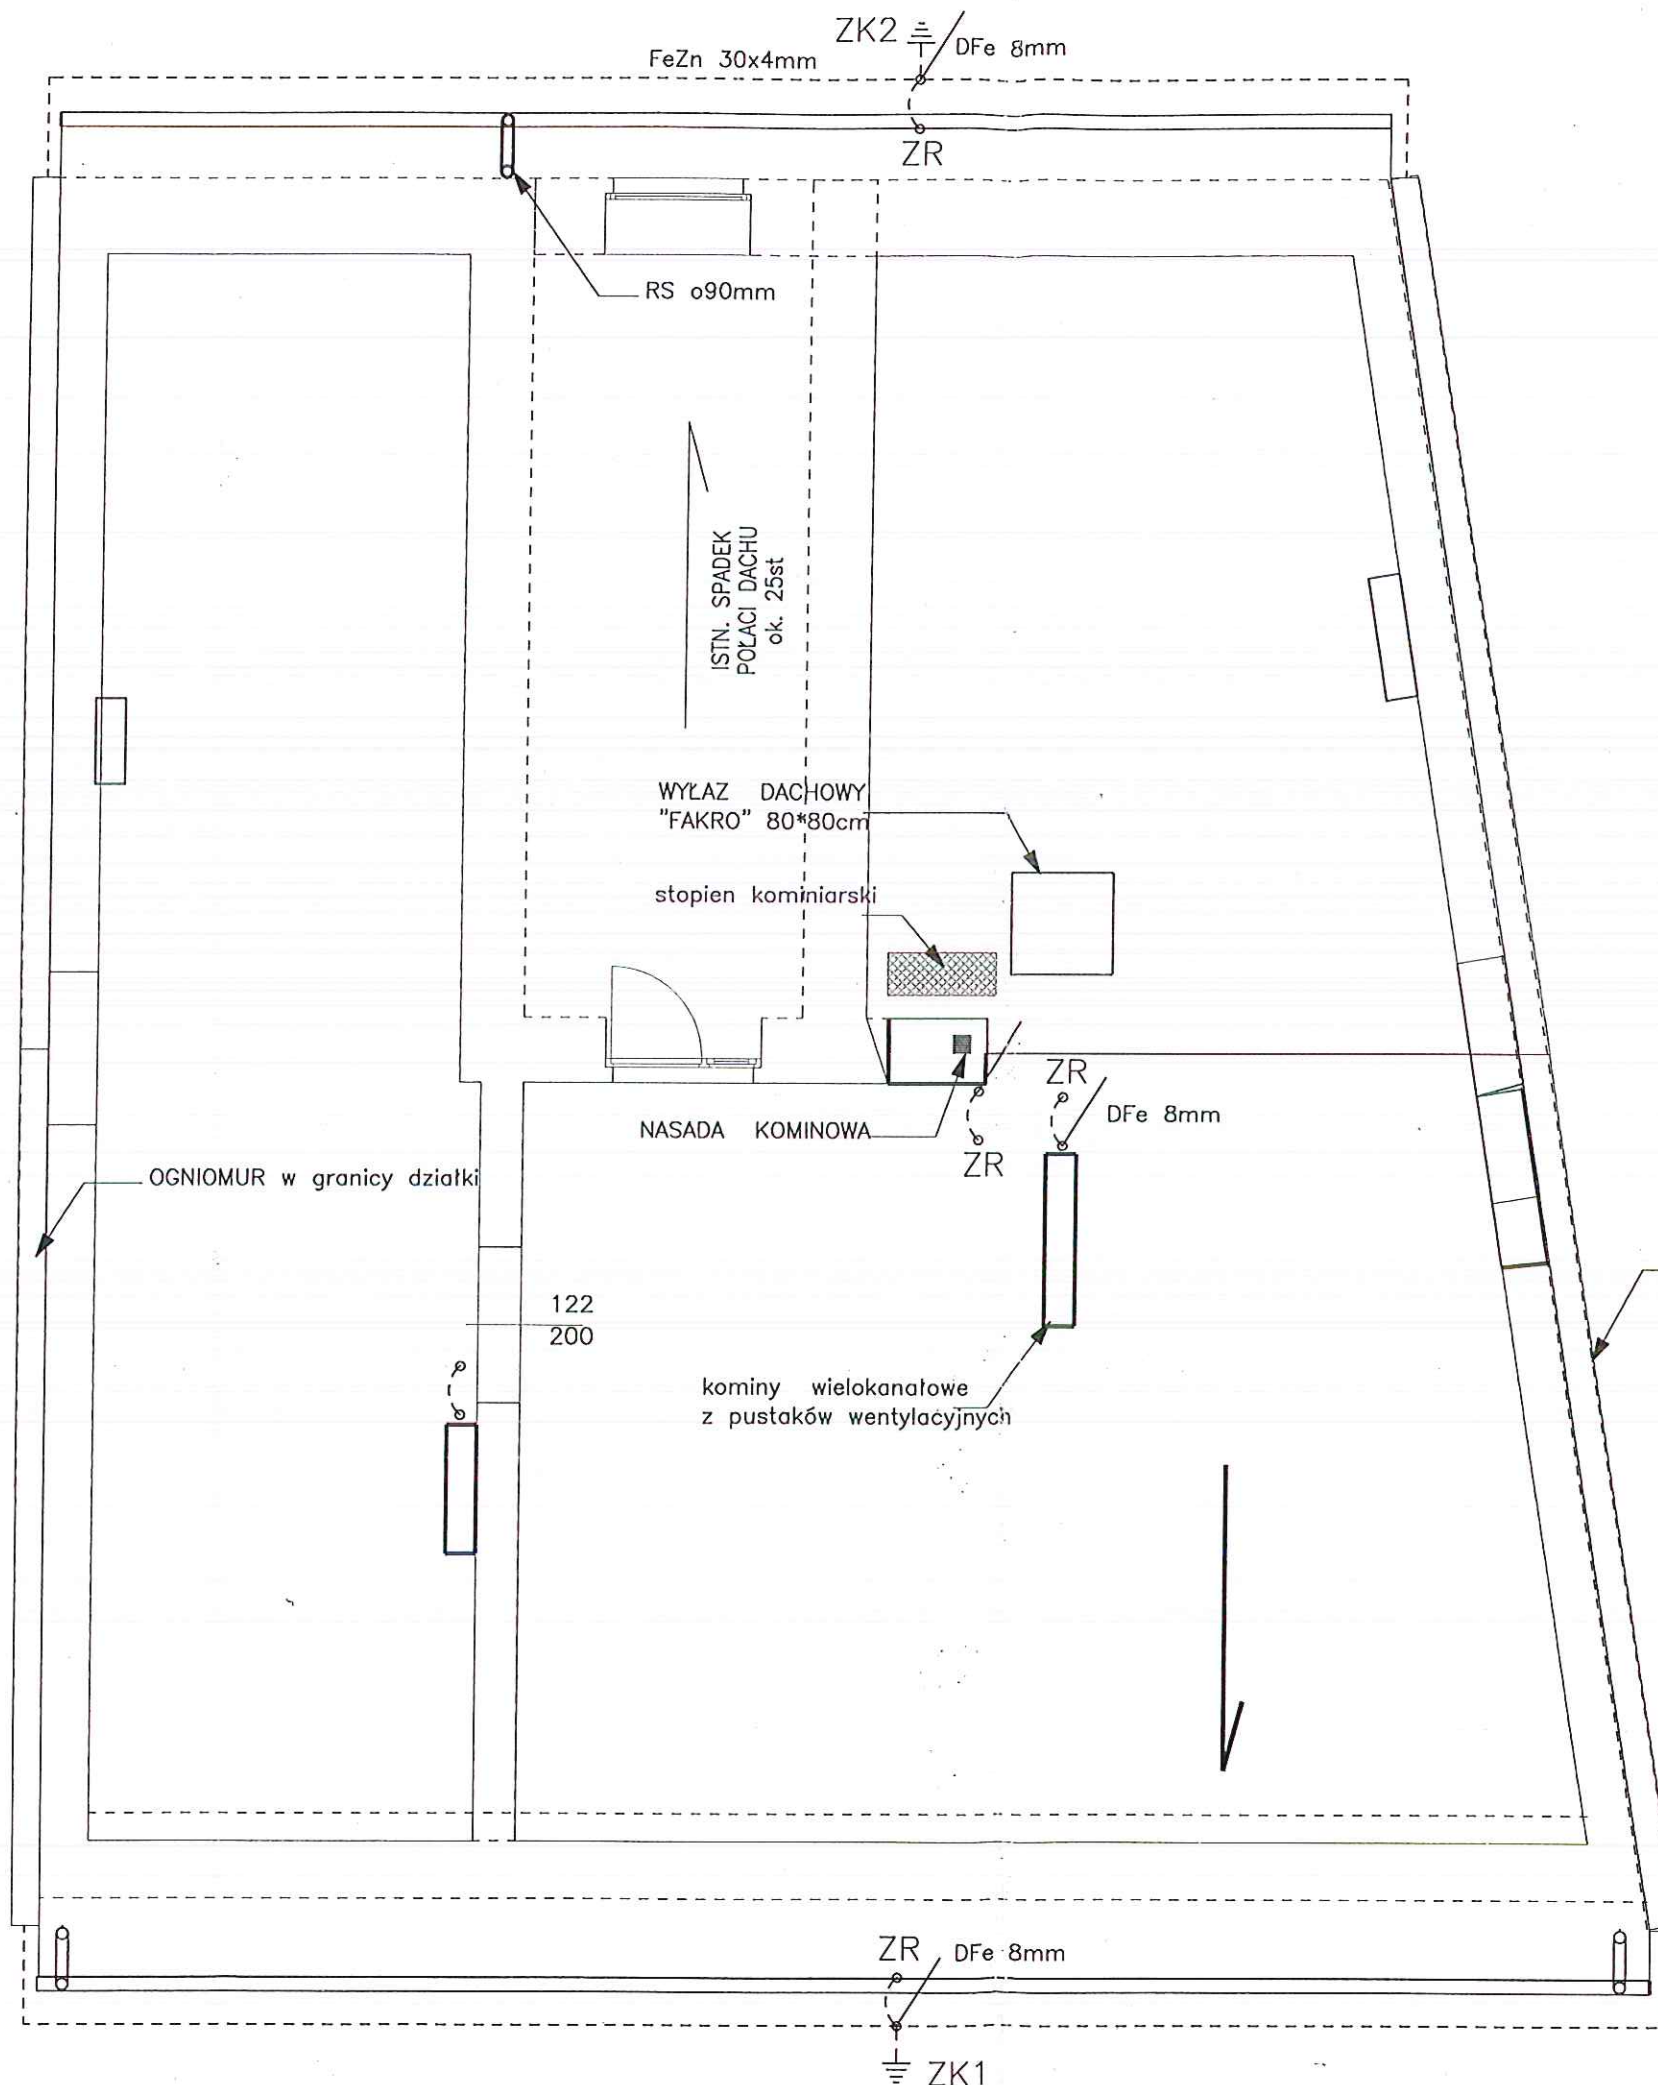 ZK2
DFe 8mm
FeZn 30x4mm
ZR
RS o90mm
ISTN. SPADEK
POŁACI DACHU
ok. 25st
WYŁAZ DACHOWY
"FAKRO" 80*80cm
stopien kominiarski
ZR
DFe 8mm
NASADA KOMINOWA
ZR
OGNIOMUR w granicy działki
122
200
kominy wielokanałowe
z pustaków wentylacyjnych
ZR
DFe 8mm
ZK1